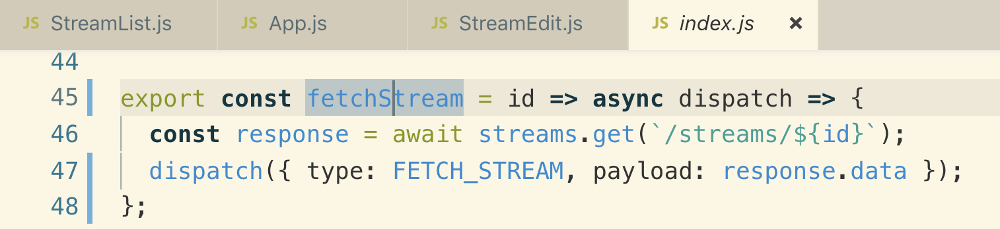 JS StreamList.js JS App.js JS StreamEdit.js JS index.js ×
44
45 export const fetchStream = id => async dispatch => {
46 const response = await streams.get(`/streams/${id}`);
47 dispatch({ type: FETCH_STREAM, payload: response.data });
48 };